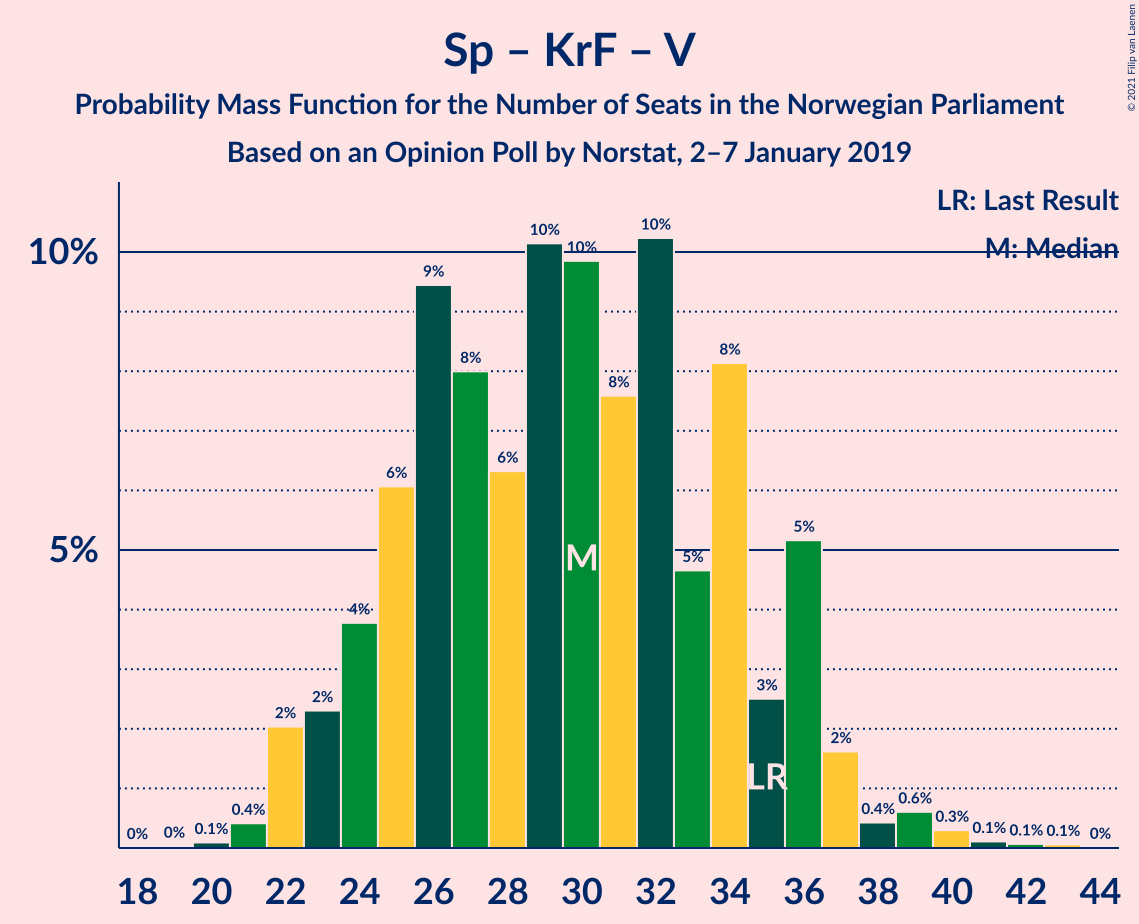 © 2021 Filip van Laenen
Sp – KrF – V
Probability Mass Function for the Number of Seats in the Norwegian Parliament
Based on an Opinion Poll by Norstat, 2–7 January 2019
LR: Last Result
M: Median
10%
5%
0% 0% 0.1% 0.4% 2% 2% 4% 6% 9% 8% 6% 10% 10% 8% 10% 5% 8% 3% 5% 2% 0.4% 0.6% 0.3% 0.1% 0.1% 0.1% 0%
M
LR
18 20 22 24 26 28 30 32 34 36 38 40 42 44